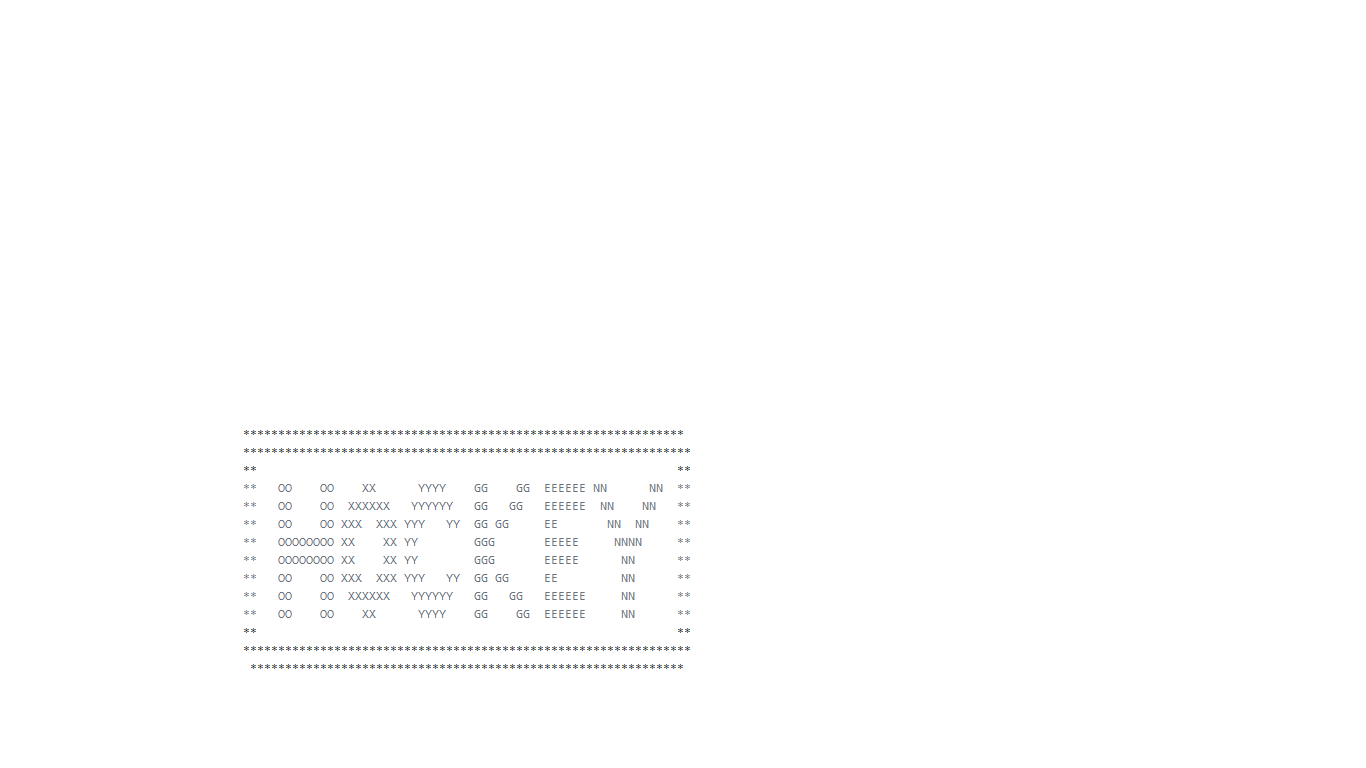 ***************************************************************
****************************************************************
**                                                            **
**   OO    OO    XX      YYYY    GG    GG  EEEEEE NN      NN  **
**   OO    OO  XXXXXX   YYYYYY   GG   GG   EEEEEE  NN    NN   **
**   OO    OO XXX  XXX YYY   YY  GG GG     EE       NN  NN    **
**   OOOOOOOO XX    XX YY        GGG       EEEEE     NNNN     **
**   OOOOOOOO XX    XX YY        GGG       EEEEE      NN      **
**   OO    OO XXX  XXX YYY   YY  GG GG     EE         NN      **
**   OO    OO  XXXXXX   YYYYYY   GG   GG   EEEEEE     NN      **
**   OO    OO    XX      YYYY    GG    GG  EEEEEE     NN      **
**                                                            **
****************************************************************
 **************************************************************